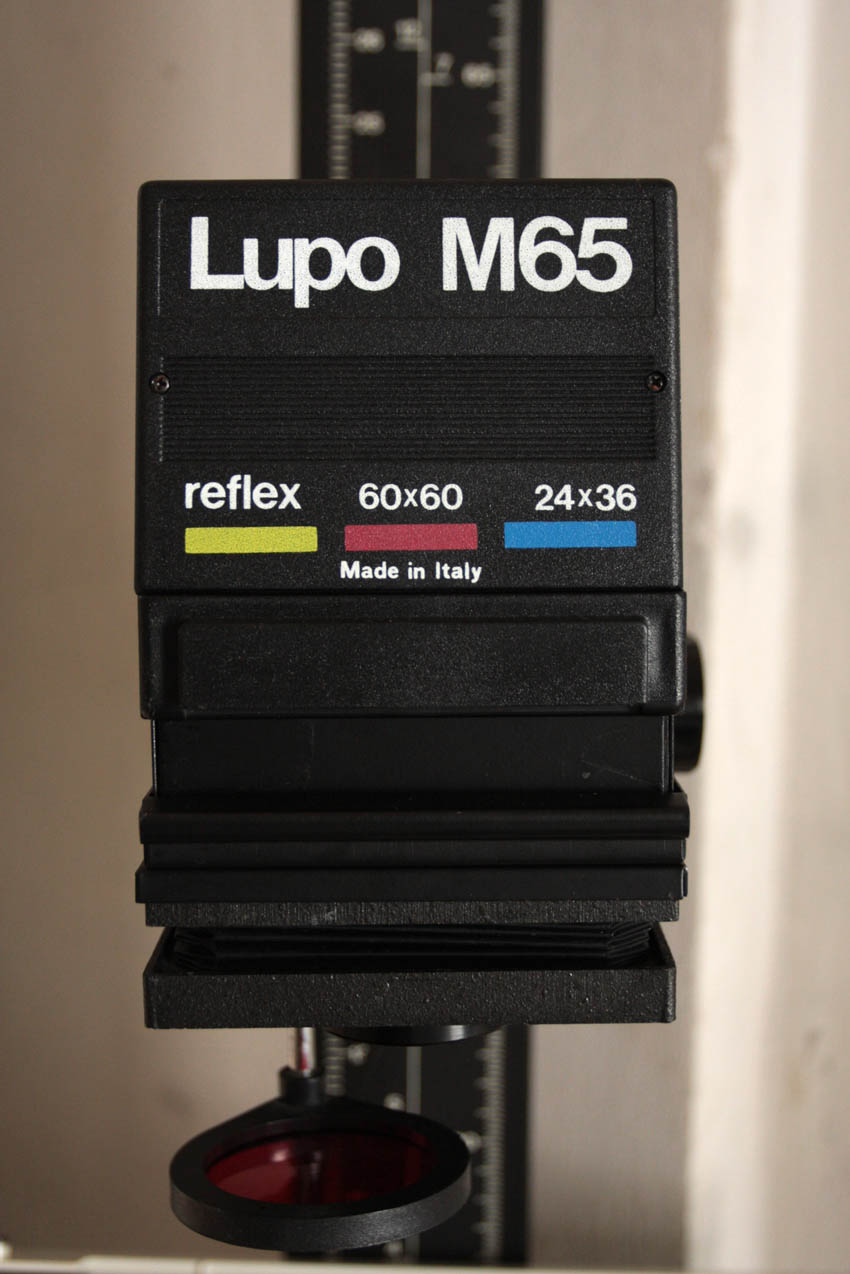 Lupo M65
reflex 60x60 24x36
Made in Italy